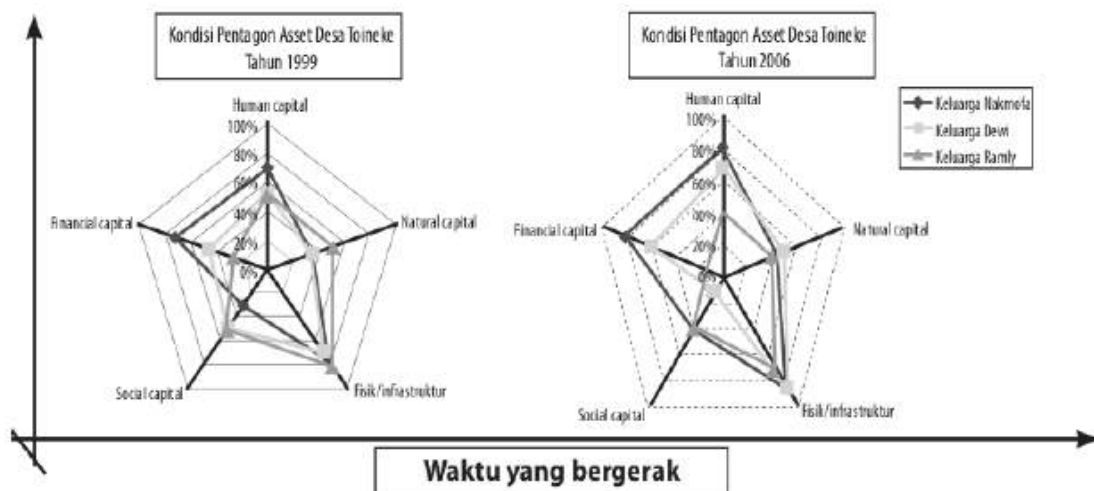 Kondisi Pentagon Asset Desa Toineke
Tahun 1999
Human capital
100%
80%
60%
40%
20%
0%
Financial capital
Natural capital
Social capital
Fisik/infrastruktur
Kondisi Pentagon Asset Desa Toineke
Tahun 2006
Human capital
100%
80%
60%
40%
20%
0%
Financial capital
Natural capital
Social capital
Fisik/infrastruktur
Keluarga Nakmofa
Keluarga Dewi
Keluarga Ramly
Waktu yang bergerak